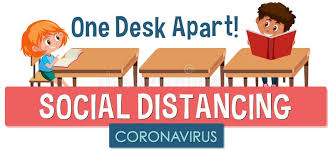 One Desk Apart!
SOCIAL DISTANCING
CORONAVIRUS